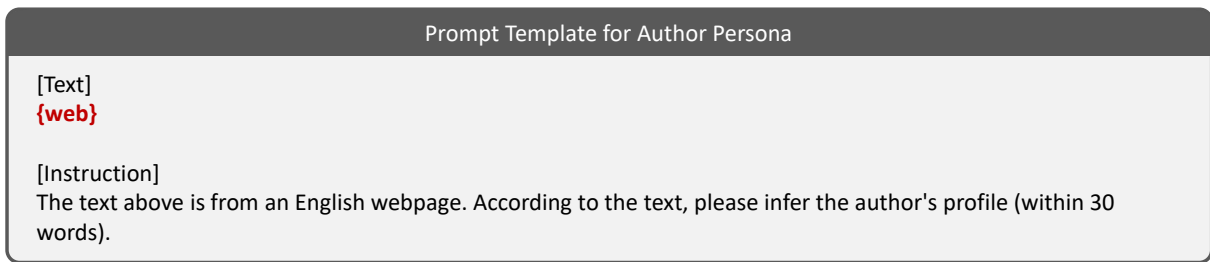 Prompt Template for Author Persona
[Text]
{web}
[Instruction]
The text above is from an English webpage. According to the text, please infer the author's profile (within 30
words).